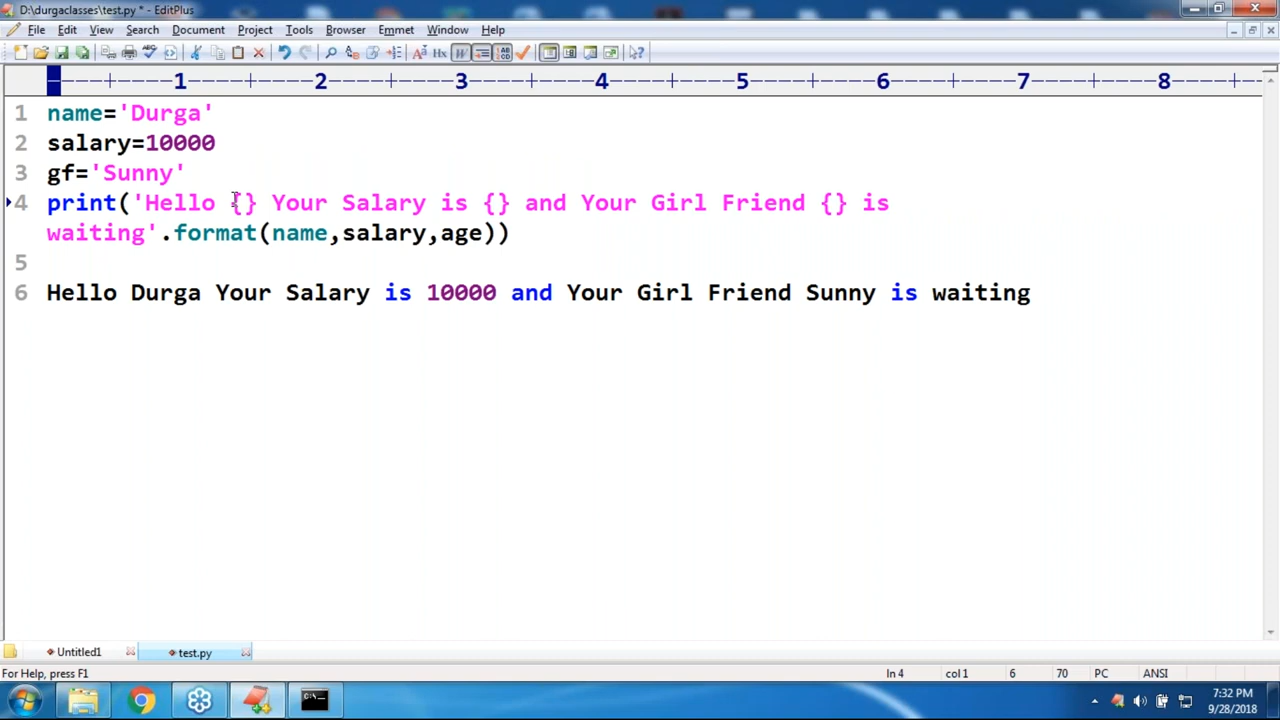 D:\durgaclasses\test.py * - EditPlus
File Edit View Search Document Project Tools Browser Emmet Window Help
----+----1----+----2----+----3----+----4----+----5----+----6----+----7----+----8----+--
1 name='Durga'
2 salary=10000
3 gf='Sunny'
4 print('Hello {} Your Salary is {} and Your Girl Friend {} is
waiting'.format(name,salary,age))
5
6 Hello Durga Your Salary is 10000 and Your Girl Friend Sunny is waiting
Untitled1 test.py
For Help, press F1 ln 4 col 1 6 70 PC ANSI
7:32 PM
9/28/2018